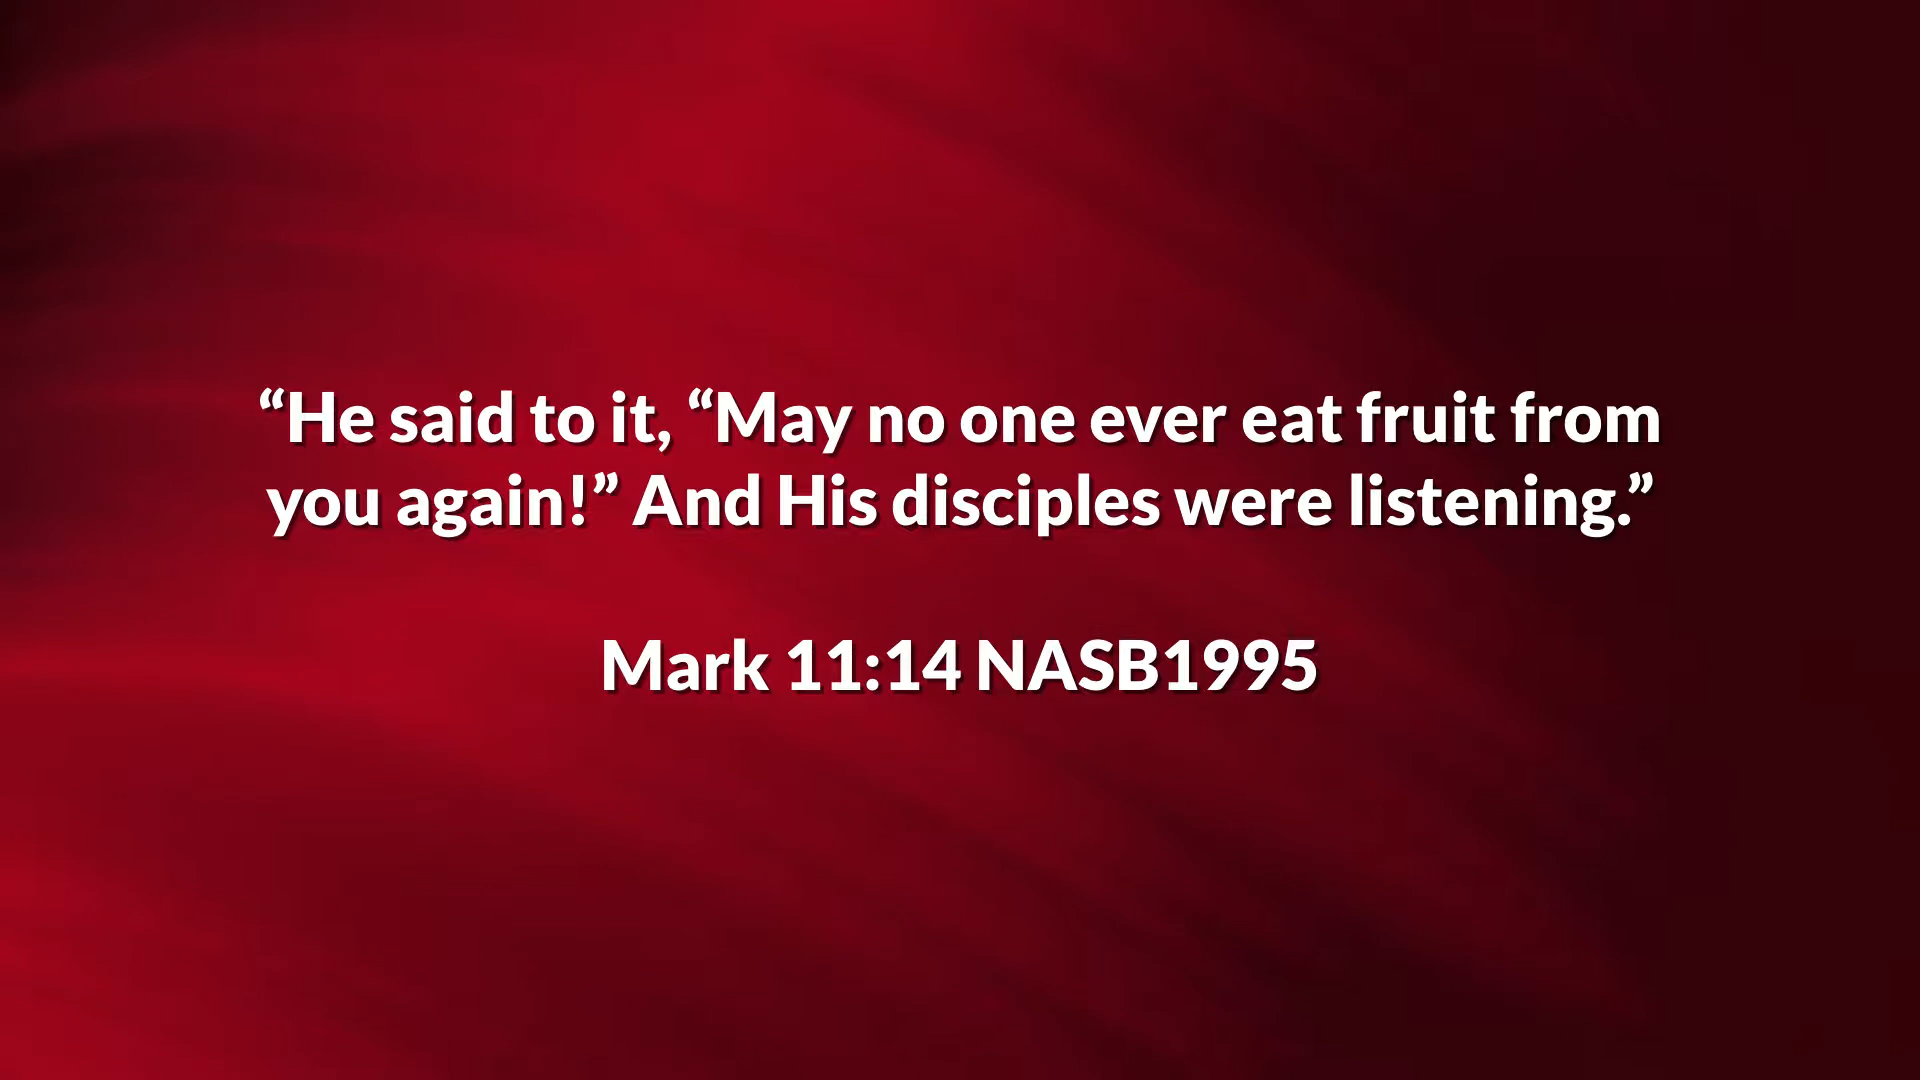 “He said to it, “May no one ever eat fruit from
you again!” And His disciples were listening.”
Mark 11:14 NASB1995